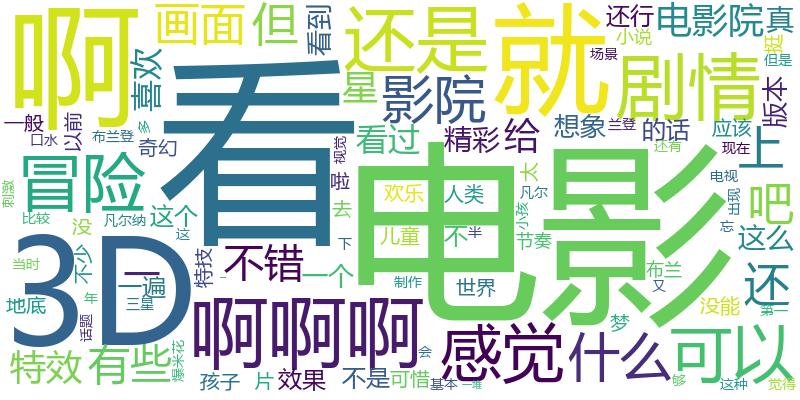 啊
画面
但
看到
还是
就
还行
小说
电影院
真
挺
场景
但是
喜欢
星
影院
剧情
版本
一般
以前
布兰登
多
口水
奇幻
看
看过
精彩
给
想象
兰登
的话
应该
上
还有
现在
视觉
啦
太
冒险
刺激
比较
没
凡尔纳
这个
这
去
欢乐
人类
凡尔
小孩
电视
出现
忘
吧
电影
儿童
不
半
节奏
这么
3D
当时
不少
一遍
特技
不错
下
一个
制作
世界
布兰
又
还
地底
年
三星
话题
没能
第一
梦
啊啊啊
感觉
什么
可以
特效
有些
爆米花
孩子
片
效果
不是
会
可惜
基本
一堆
够
这种
觉得